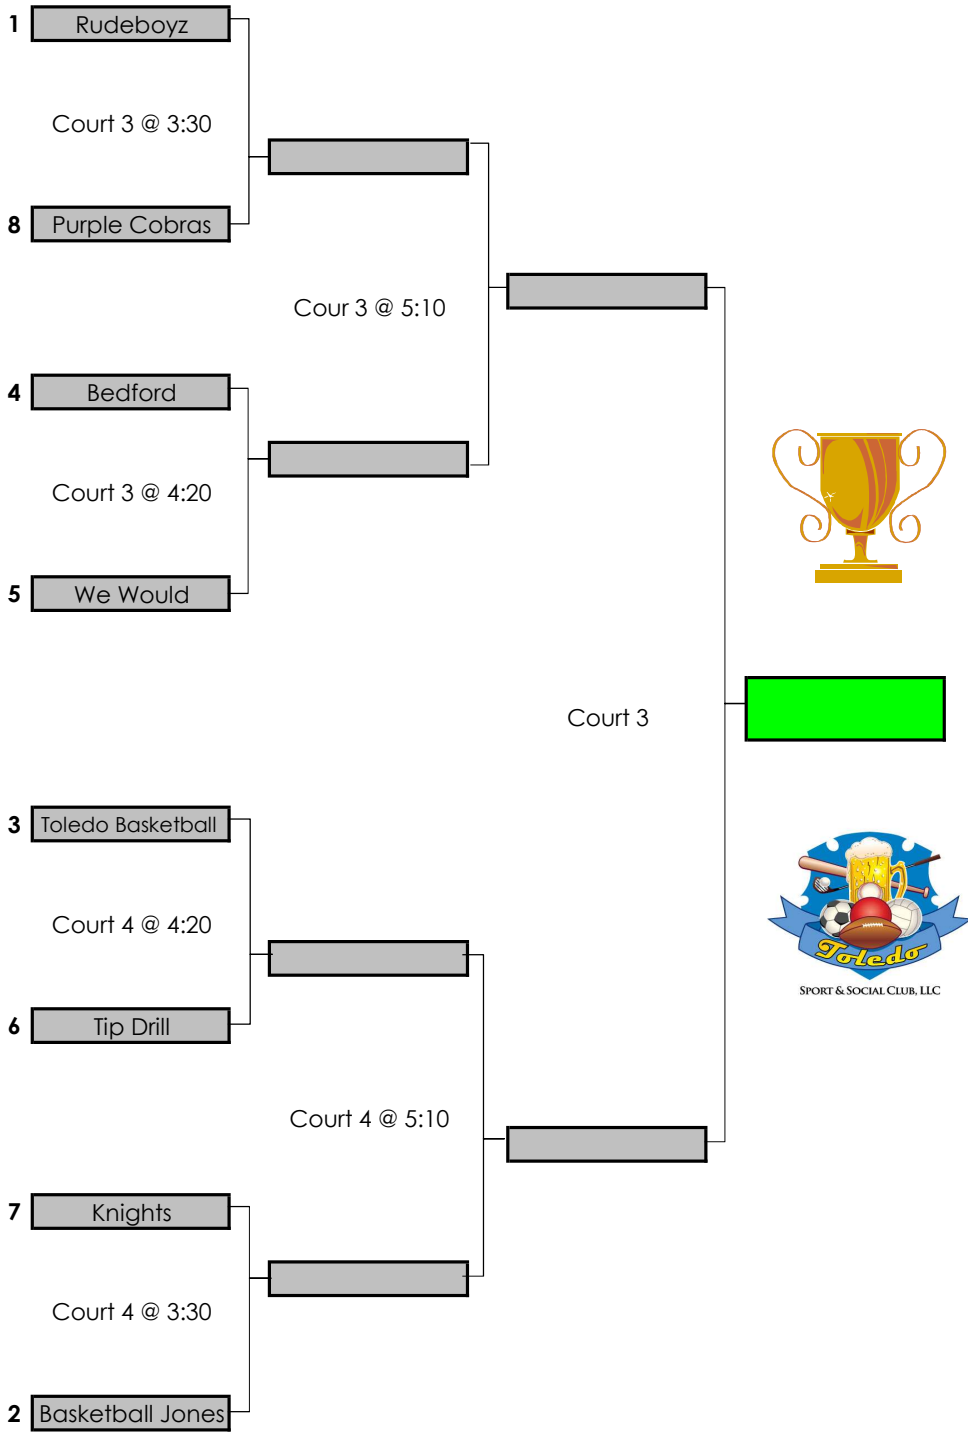 1 Rudeboyz
Court 3 @ 3:30
8 Purple Cobras
Cour 3 @ 5:10
4 Bedford
Court 3 @ 4:20
5 We Would
Court 3
3 Toledo Basketball
Court 4 @ 4:20
6 Tip Drill
Court 4 @ 5:10
7 Knights
Court 4 @ 3:30
2 Basketball Jones
Toledo
SPORT & SOCIAL CLUB, LLC